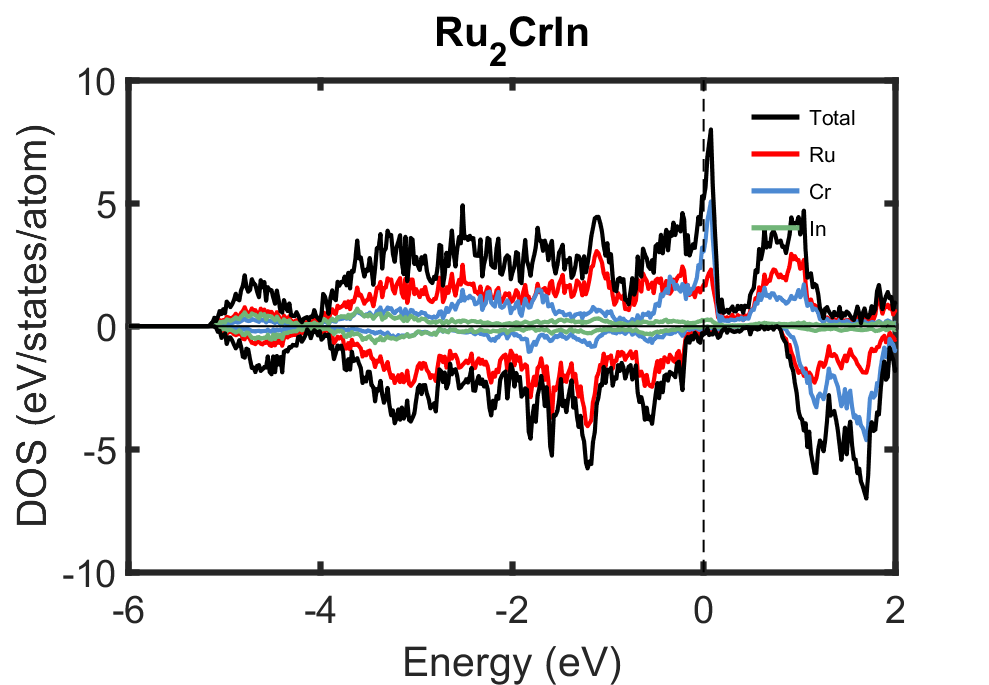 Ru₂CrIn
10
5
0
-5
-10
DOS (eV/states/atom)
Total
Ru
Cr
In
-6 -4 -2 0 2
Energy (eV)